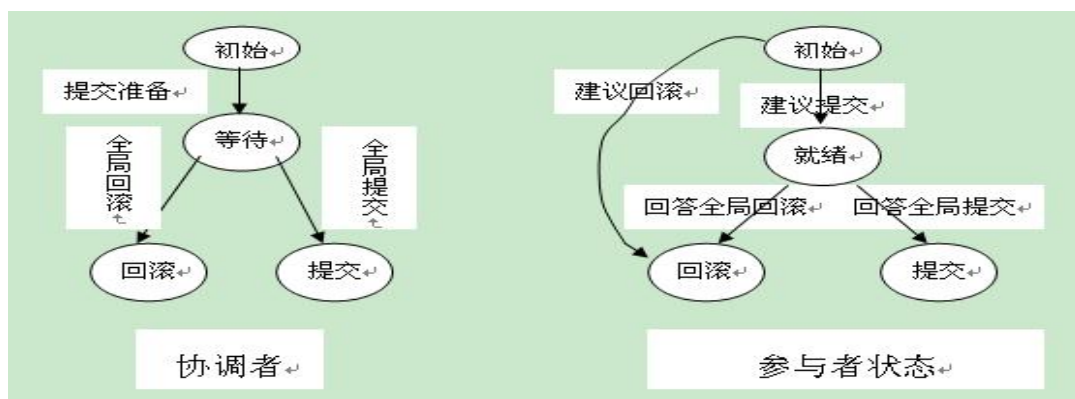 初始↵
提交准备↵
等待↵
全局回滚↵
全局提交↵
回滚↵
提交↵
协调者↵
初始↵
建议回滚↵
建议提交↵
就绪↵
回答全局回滚↵
回答全局提交↵
回滚↵
提交↵
参与者状态↵